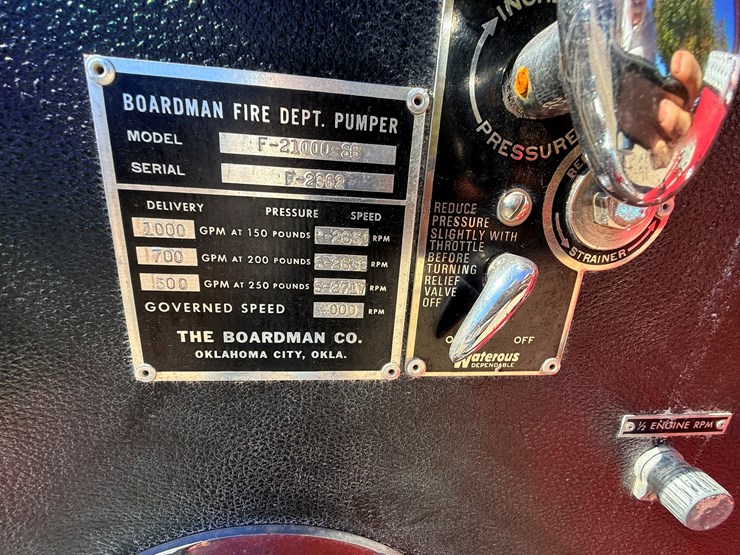 BOARDMAN FIRE DEPT. PUMPER
MODEL F-21000-S6
SERIAL F-2362
DELIVERY PRESSURE SPEED
1000 GPM AT 150 POUNDS RPM
700 GPM AT 200 POUNDS RPM
500 GPM AT 250 POUNDS RPM
GOVERNED SPEED RPM
THE BOARDMAN CO.
OKLAHOMA CITY, OKLA.
PRESSURE
REDUCE
PRESSURE
SLIGHTLY WITH
THROTTLE
BEFORE
TURNING
RELIEF
VALVE
OFF
OFF
Waterous
DEPENDABLE
STRAINER
½ ENGINE RPM